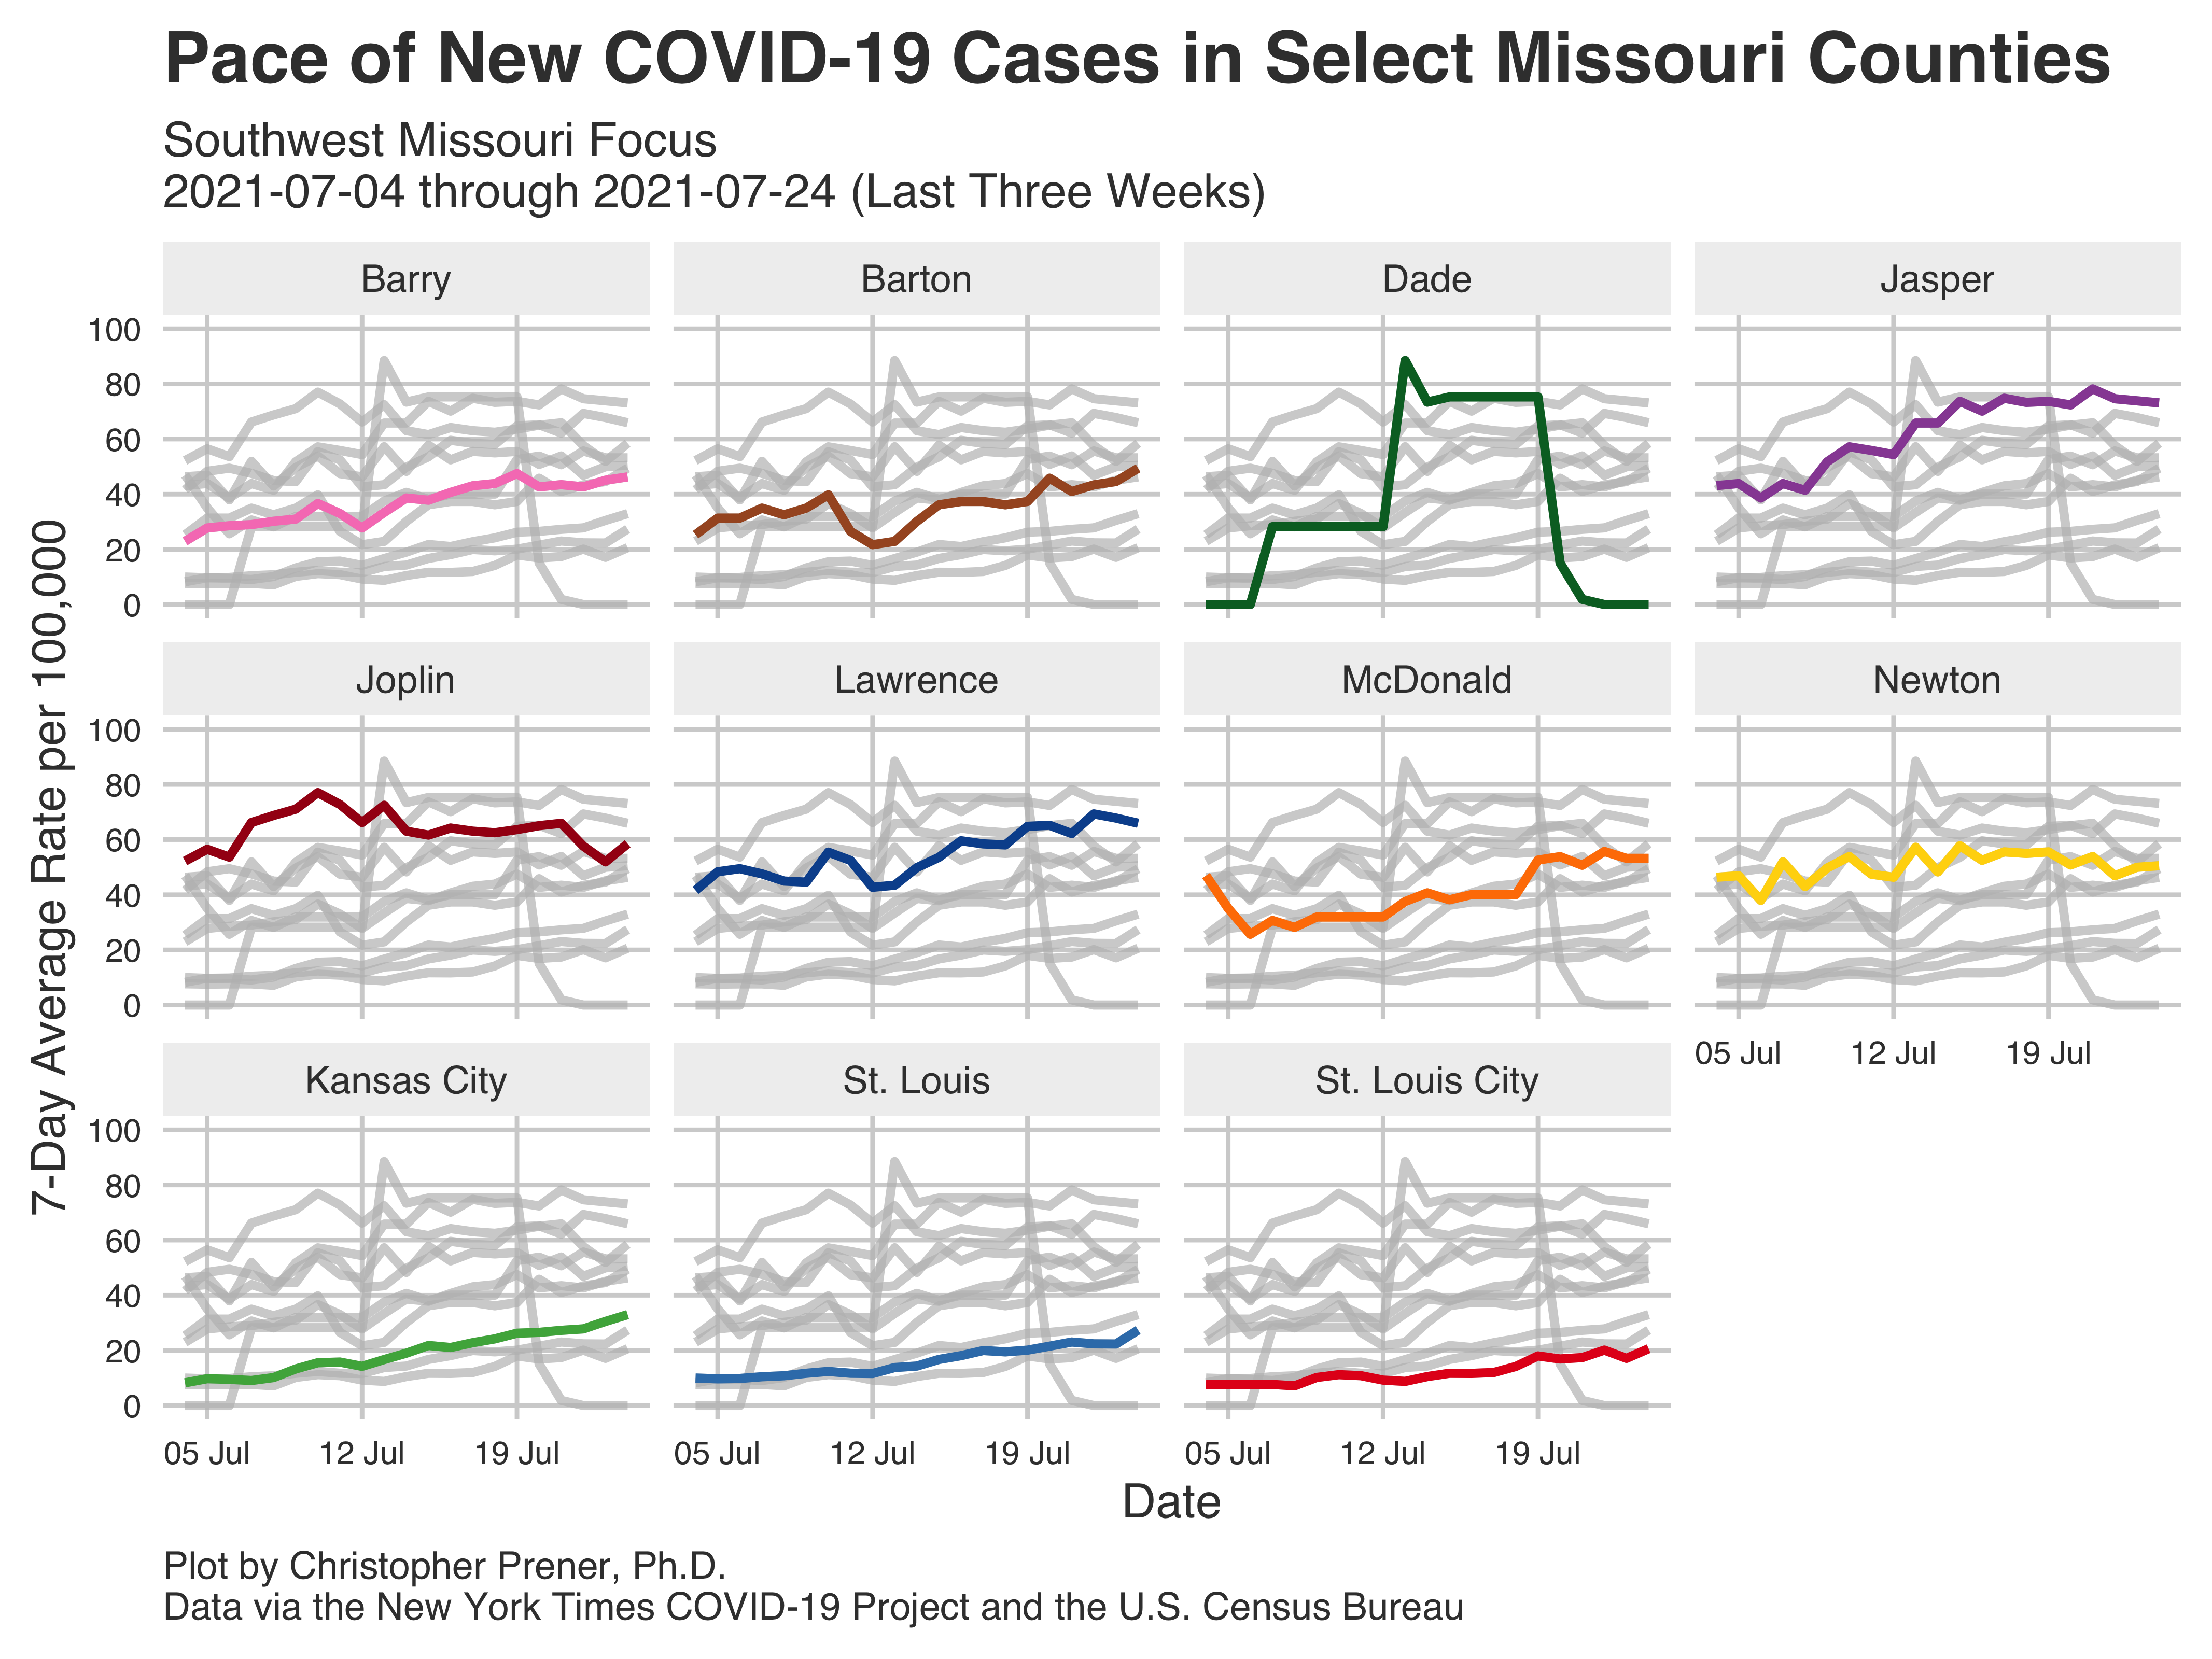 Pace of New COVID-19 Cases in Select Missouri Counties
Southwest Missouri Focus
2021-07-04 through 2021-07-24 (Last Three Weeks)
Barry
Barton
Dade
Jasper
100
80
60
40
20
0
Joplin
Lawrence
McDonald
Newton
100
80
60
40
20
0
05 Jul
12 Jul
19 Jul
Kansas City
St. Louis
St. Louis City
100
80
60
40
20
0
05 Jul
12 Jul
19 Jul
05 Jul
12 Jul
19 Jul
05 Jul
12 Jul
19 Jul
7-Day Average Rate per 100,000
Date
Plot by Christopher Prener, Ph.D.
Data via the New York Times COVID-19 Project and the U.S. Census Bureau